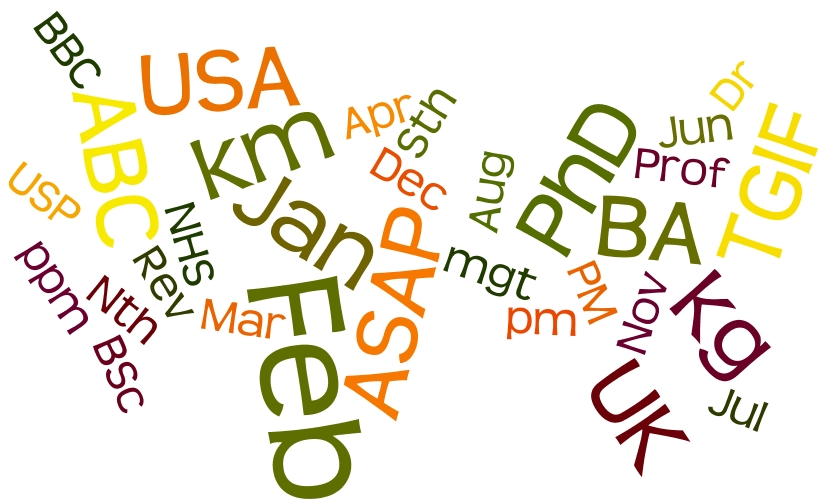 BBC
USA
ABC
km
Apr
sth
Dec
Aug
PhD
Jun
Dr
Prof
TGIF
USP
NHS
Jan
BA
ppm
Nth
Rev
Mar
ASAP
mgt
PM
pm
Nov
kg
BSc
Feb
UK
Jul